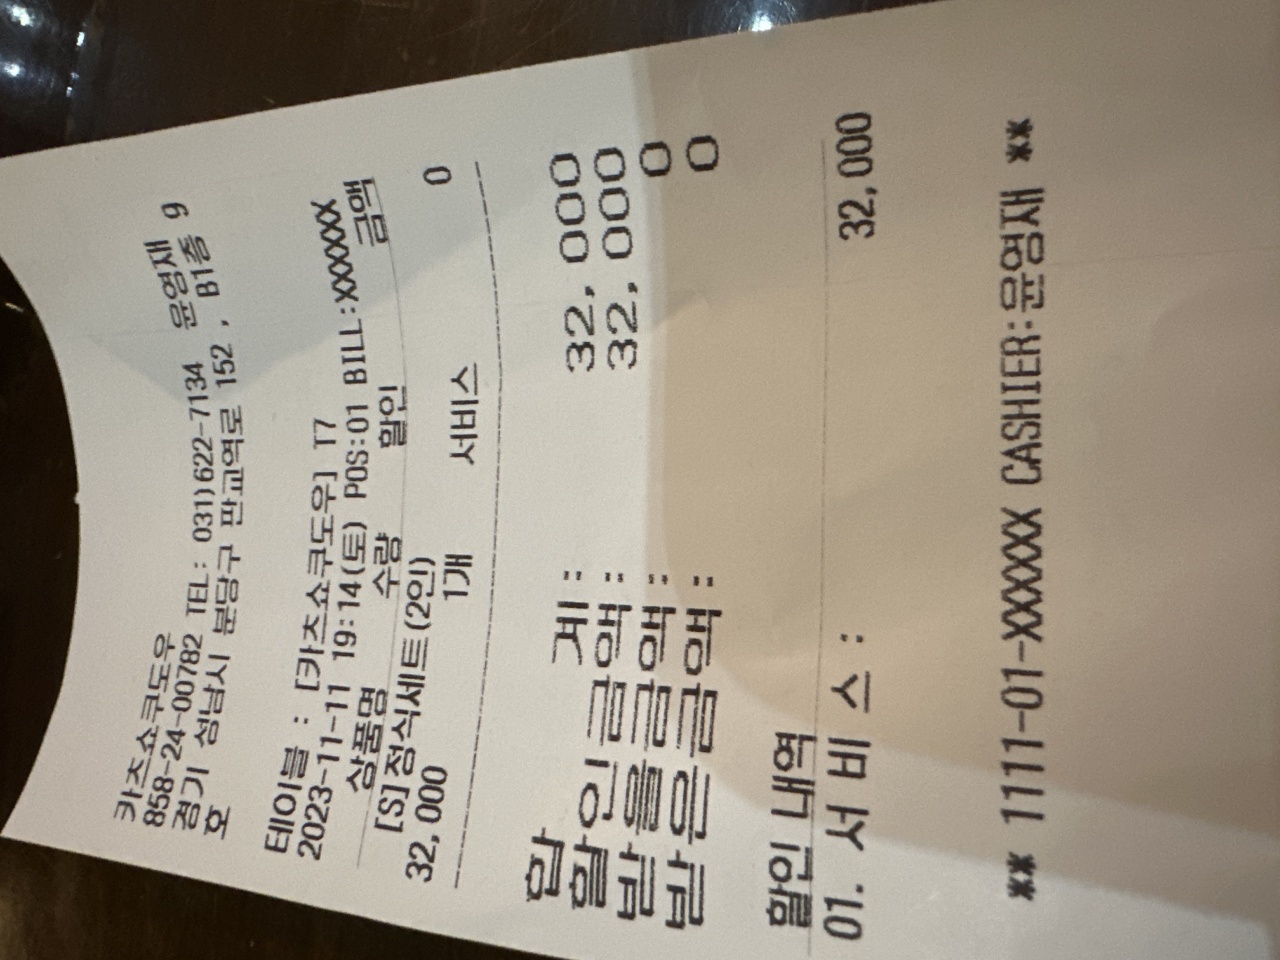 카츠쇼쿠도우
858-24-00782 TEL: 031)622-7134 윤영재
경기 성남시 분당구 판교역로 152 , B1층 9
호
테이블 : [카츠쇼쿠도우] T7
2023-11-11 19:14(토) POS:01 BILL:XXXXXX
상품명 수량 할인 금액
[S]정식세트(2인)
32,000 1개 서비스 0
합 계: 32,000
할인금액: 32,000
받을금액: 0
받은금액: 0
할인 내역
01. 서 비 스 : 32,000
** 1111-01-XXXXXX CASHIER:윤영재 **